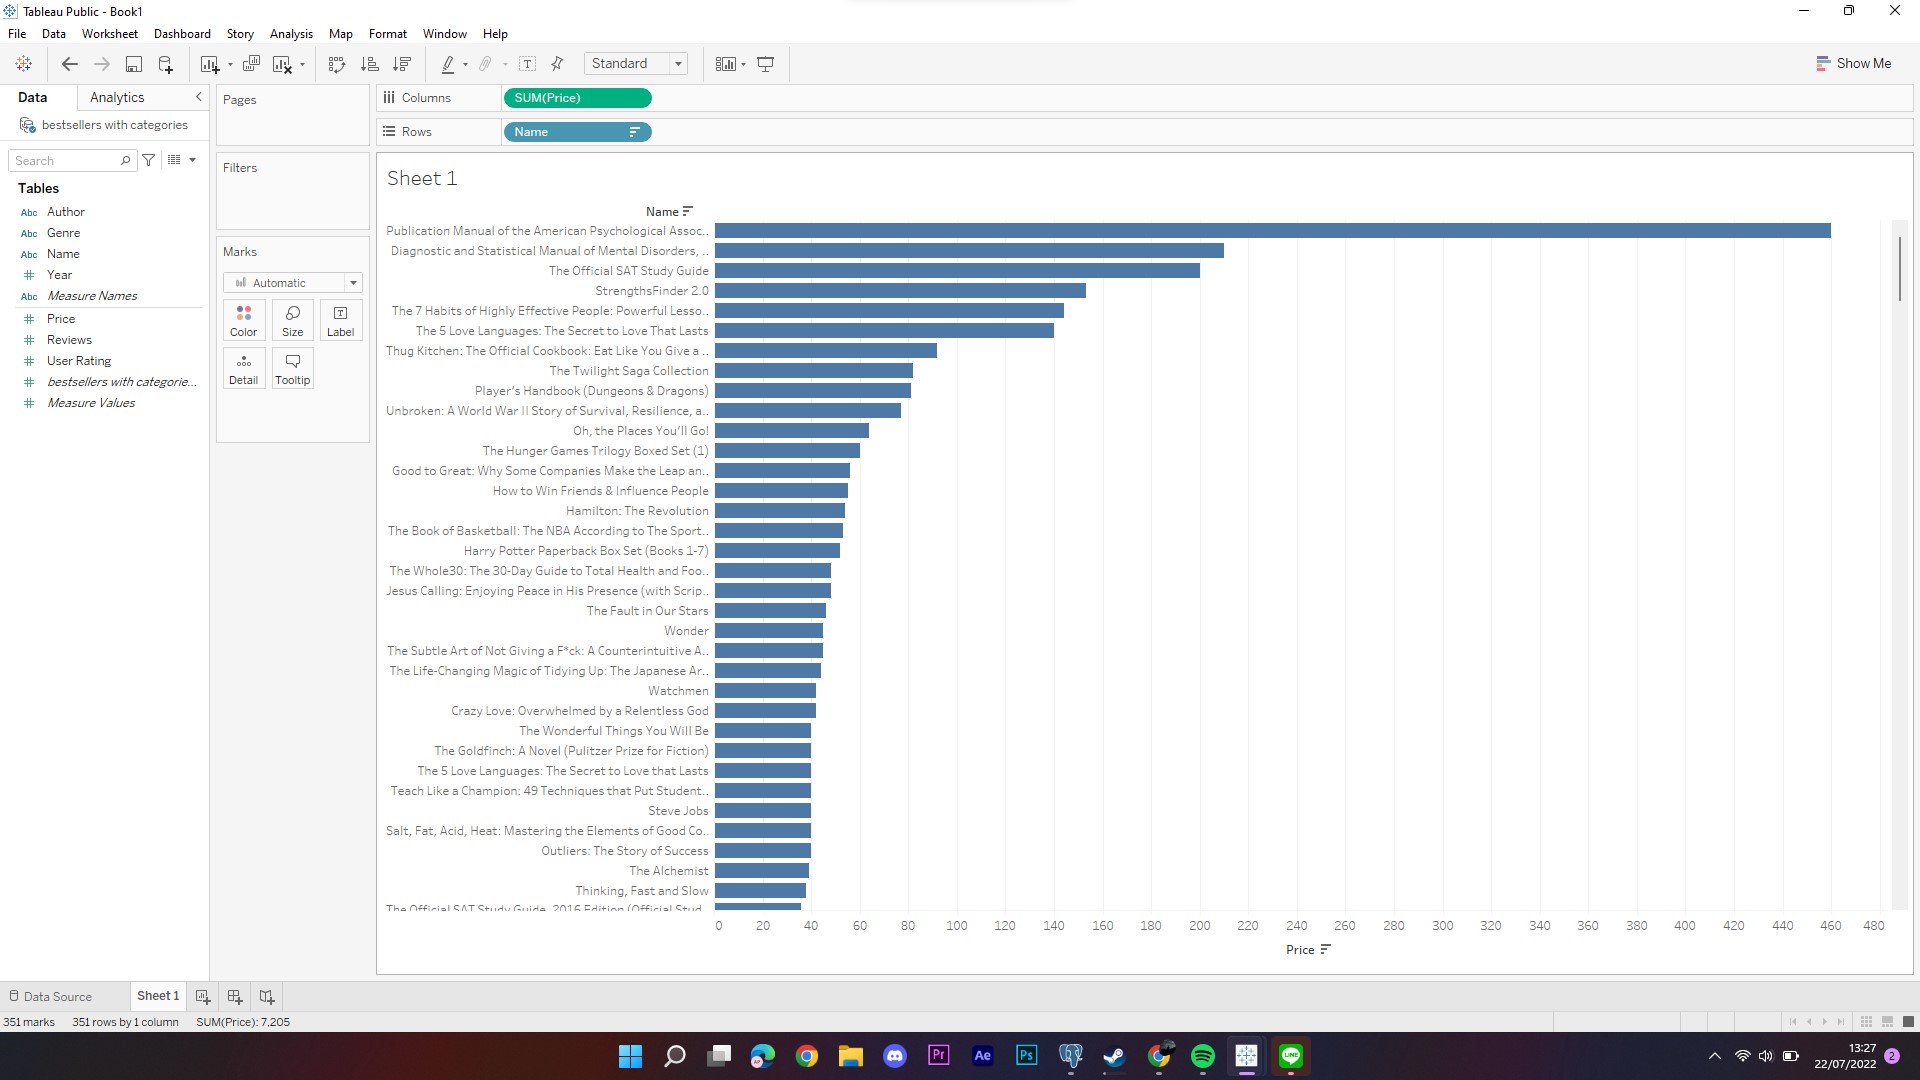 Tableau Public - Book1
File Data Worksheet Dashboard Story Analysis Map Format Window Help
Standard
Show Me
Data Analytics
bestsellers with categories
Search
Tables
Abc Author
Abc Genre
Abc Name
Year
Abc Measure Names
Price
Reviews
User Rating
bestsellers with categorie...
Measure Values
Pages
Filters
Marks
Automatic
Color Size Label
Detail Tooltip
Columns SUM(Price)
Rows Name
Sheet 1
Name
Publication Manual of the American Psychological Assoc..
Diagnostic and Statistical Manual of Mental Disorders, ..
The Official SAT Study Guide
StrengthsFinder 2.0
The 7 Habits of Highly Effective People: Powerful Lesso..
The 5 Love Languages: The Secret to Love That Lasts
Thug Kitchen: The Official Cookbook: Eat Like You Give a ..
The Twilight Saga Collection
Player’s Handbook (Dungeons & Dragons)
Unbroken: A World War II Story of Survival, Resilience, a..
Oh, the Places You’ll Go!
The Hunger Games Trilogy Boxed Set (1)
Good to Great: Why Some Companies Make the Leap an..
How to Win Friends & Influence People
Hamilton: The Revolution
The Book of Basketball: The NBA According to The Sport..
Harry Potter Paperback Box Set (Books 1-7)
The Whole30: The 30-Day Guide to Total Health and Foo..
Jesus Calling: Enjoying Peace in His Presence (with Scrip..
The Fault in Our Stars
Wonder
The Subtle Art of Not Giving a F*ck: A Counterintuitive A..
The Life-Changing Magic of Tidying Up: The Japanese Ar..
Watchmen
Crazy Love: Overwhelmed by a Relentless God
The Wonderful Things You Will Be
The Goldfinch: A Novel (Pulitzer Prize for Fiction)
The 5 Love Languages: The Secret to Love that Lasts
Teach Like a Champion: 49 Techniques that Put Student..
Steve Jobs
Salt, Fat, Acid, Heat: Mastering the Elements of Good Co..
Outliers: The Story of Success
The Alchemist
Thinking, Fast and Slow
The Official SAT Study Guide, 2016 Edition (Official Stud..
0 20 40 60 80 100 120 140 160 180 200 220 240 260 280 300 320 340 360 380 400 420 440 460 480
Price
Data Source Sheet 1
351 marks 351 rows by 1 column SUM(Price): 7,205
Pr Ae Ps LINE
13:27
22/07/2022
2